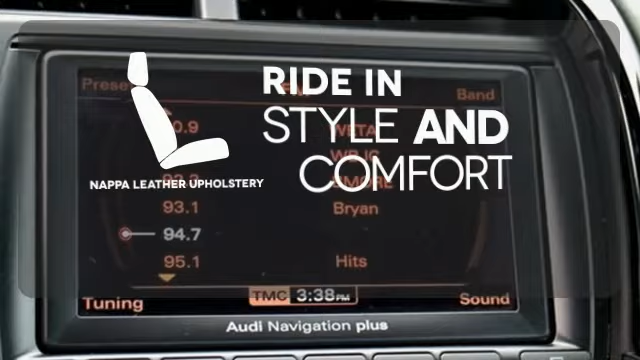 RIDE IN
STYLE AND
COMFORT
NAPPA LEATHER UPHOLSTERY
Band
93.1 Bryan
94.7
95.1 Hits
Tuning TMC 3:38PM Sound
Audi Navigation plus